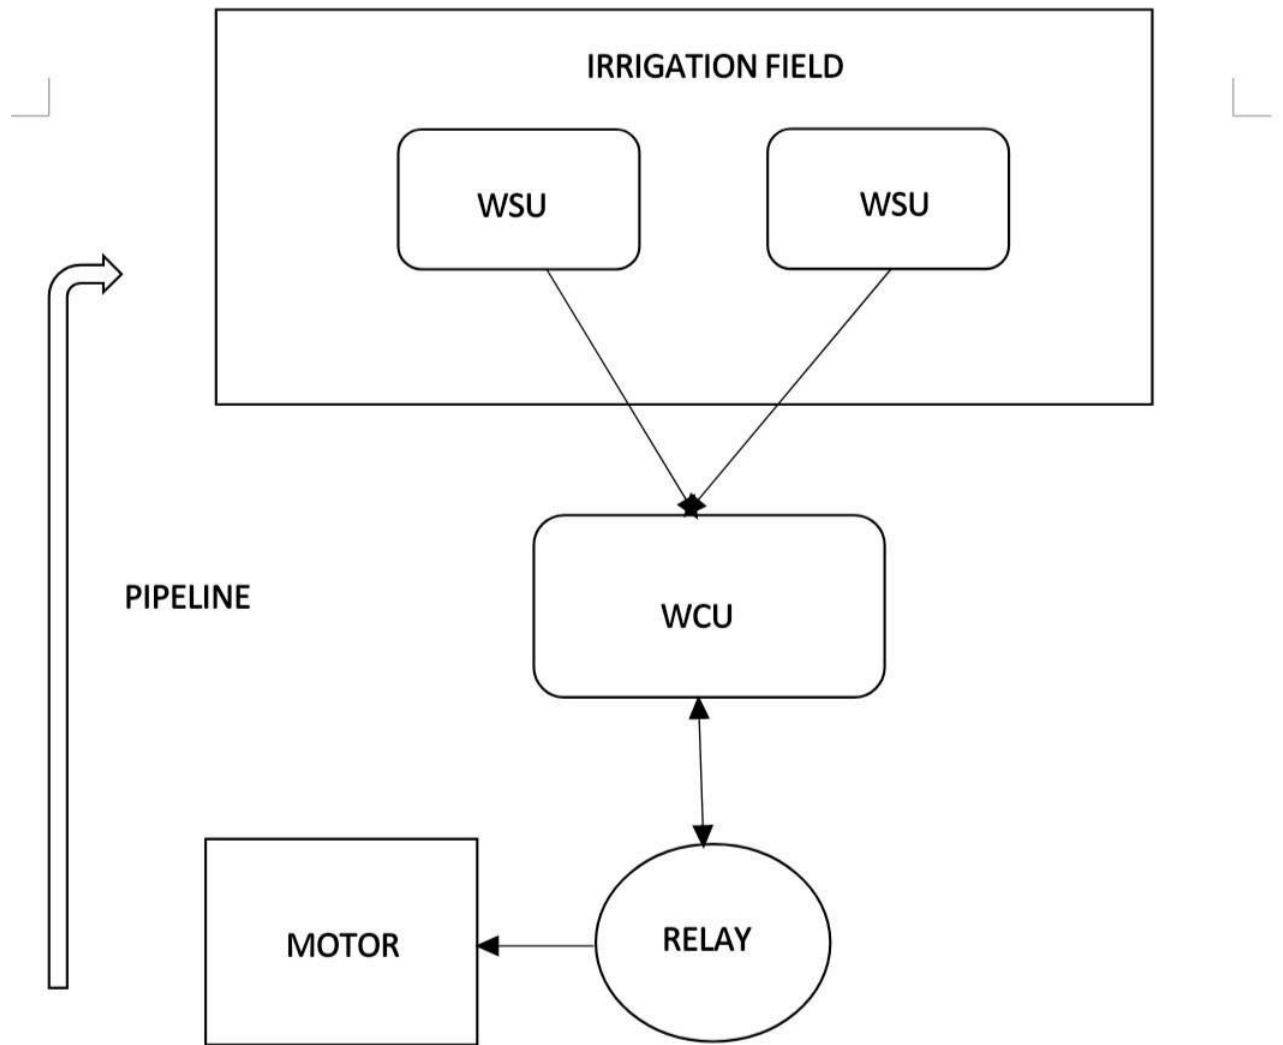 IRRIGATION FIELD
WSU
WSU
PIPELINE
WCU
MOTOR
RELAY